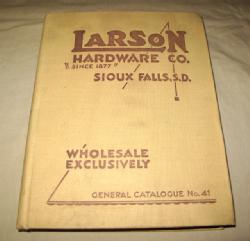 LARSON
HARDWARE CO.
"SINCE 1877"
SIOUX FALLS, S.D.
WHOLESALE
EXCLUSIVELY
GENERAL CATALOGUE No. 41